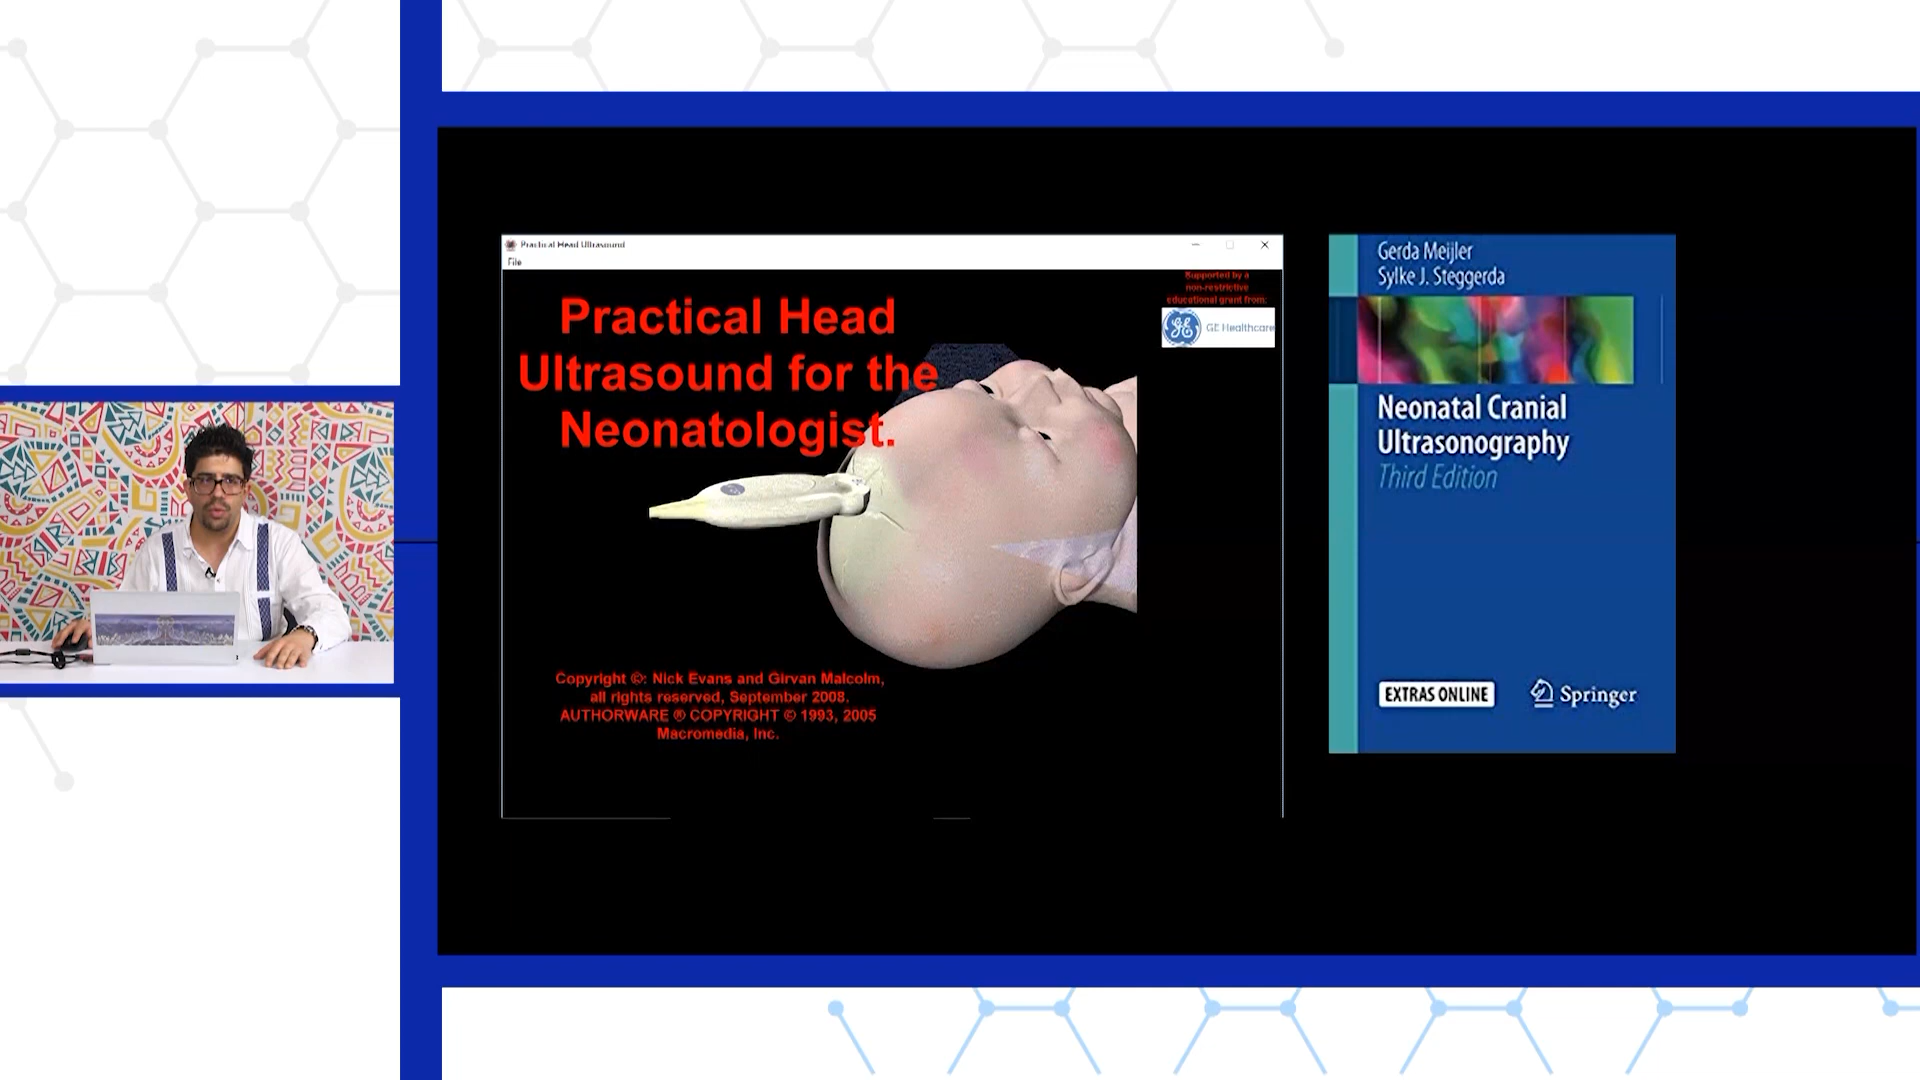 Practical Head Ultrasound
File
Supported by a
non-restrictive
educational grant from:
GE Healthcare
Practical Head
Ultrasound for the
Neonatologist.
Copyright ©: Nick Evans and Girvan Malcolm,
all rights reserved, September 2008.
AUTHORWARE ® COPYRIGHT © 1993, 2005
Macromedia, Inc.
Gerda Meijler
Sylke J. Steggerda
Neonatal Cranial
Ultrasonography
Third Edition
EXTRAS ONLINE
Springer